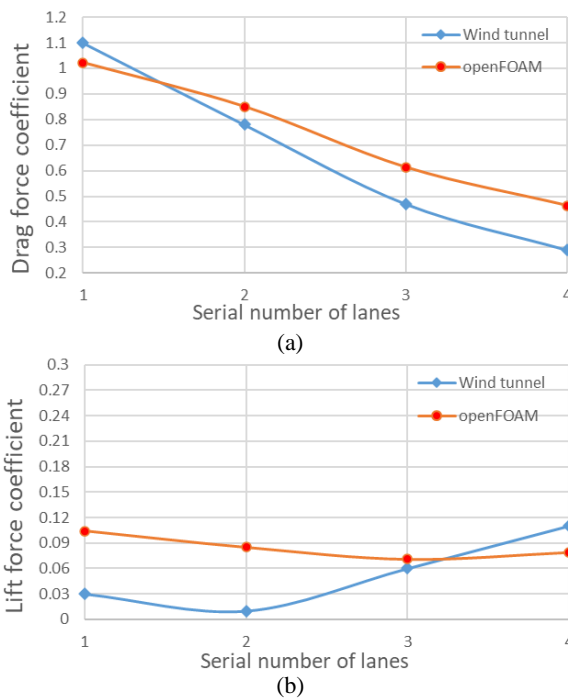 Drag force coefficient
1.2
1.1
1
0.9
0.8
0.7
0.6
0.5
0.4
0.3
0.2
Wind tunnel
openFOAM
1 2 3 4
Serial number of lanes
(a)
Lift force coefficient
0.3
0.27
0.24
0.21
0.18
0.15
0.12
0.09
0.06
0.03
0
Wind tunnel
openFOAM
1 2 3 4
Serial number of lanes
(b)